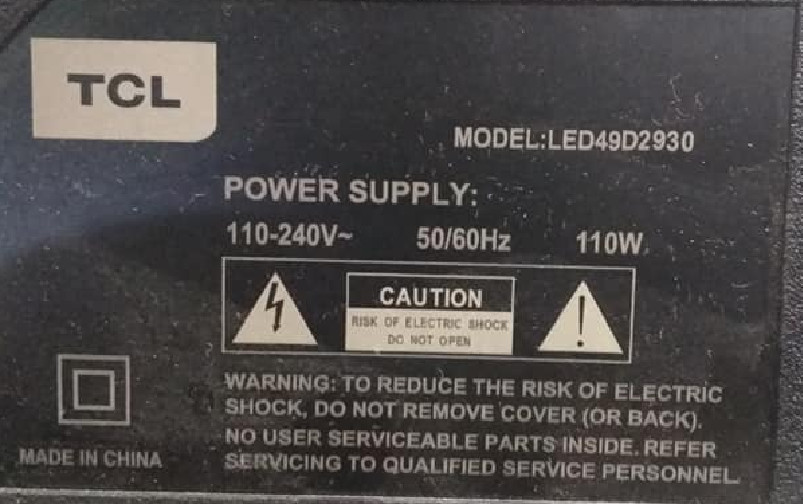 TCL
MODEL:LED49D2930
POWER SUPPLY:
110-240V~ 50/60Hz 110W
CAUTION
RISK OF ELECTRIC SHOCK
DO NOT OPEN
WARNING: TO REDUCE THE RISK OF ELECTRIC
SHOCK, DO NOT REMOVE COVER (OR BACK).
NO USER SERVICEABLE PARTS INSIDE. REFER
SERVICING TO QUALIFIED SERVICE PERSONNEL
MADE IN CHINA